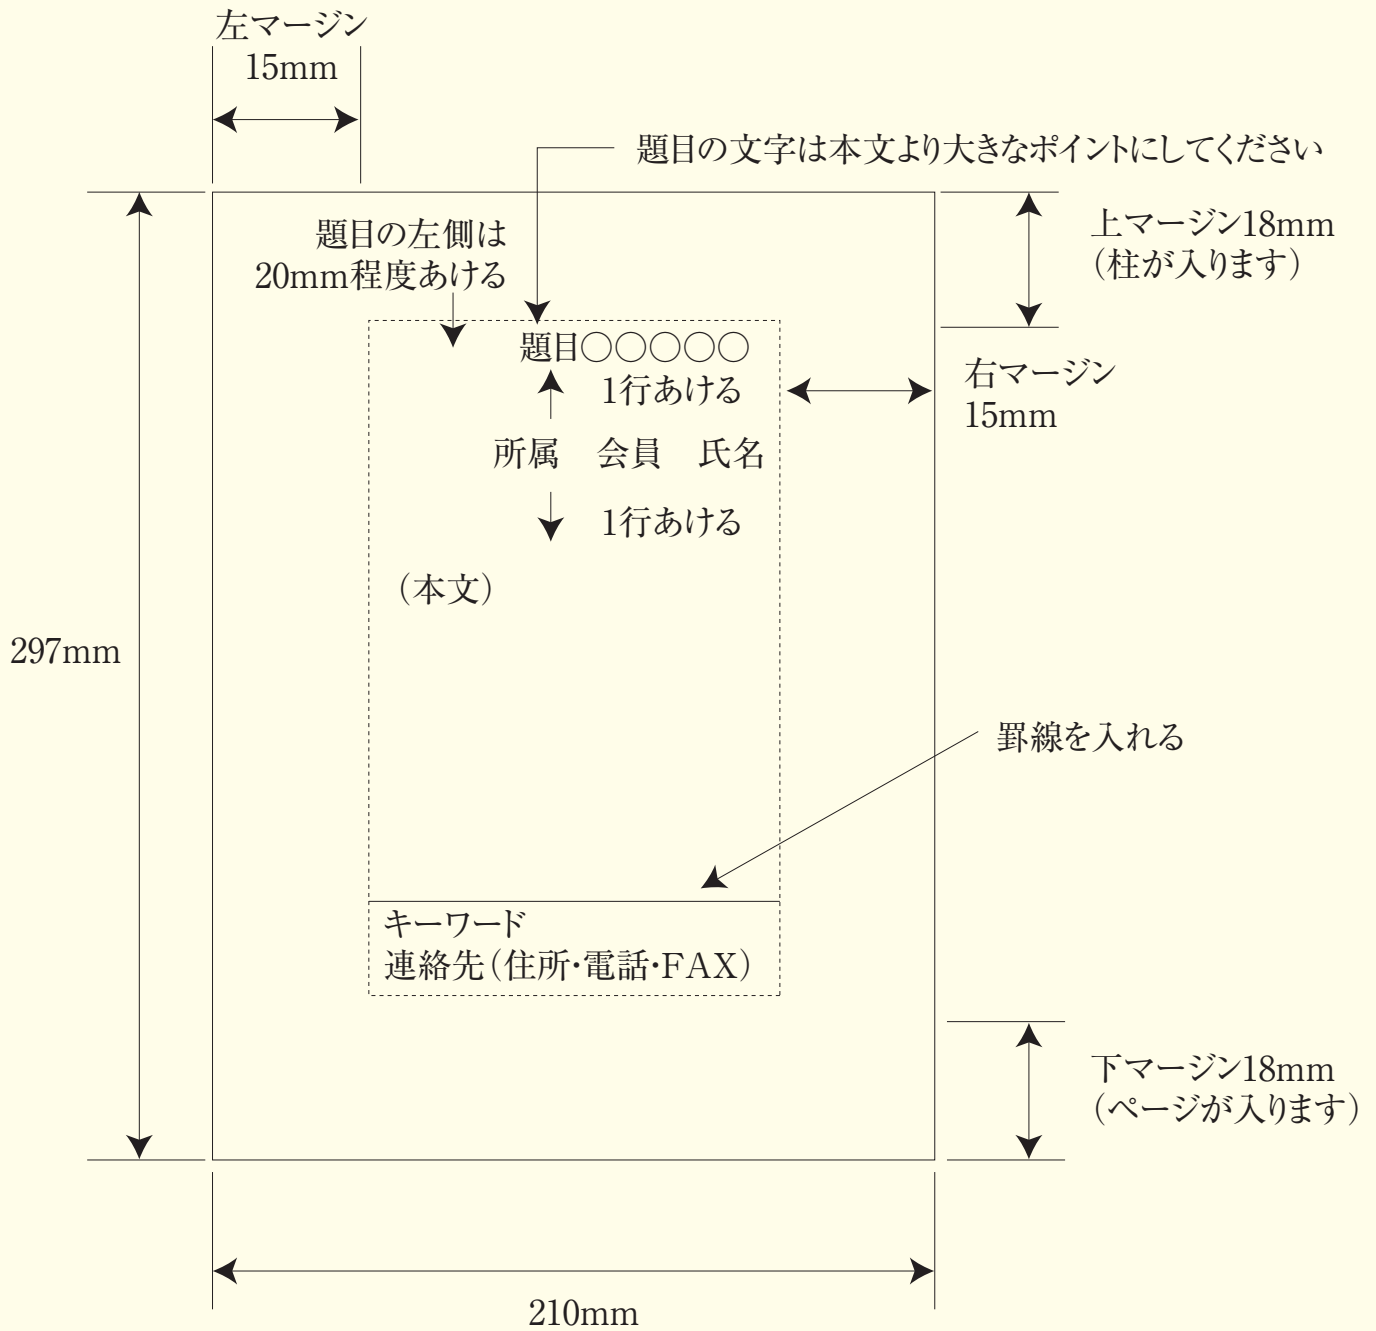 左マージン
15mm
題目の文字は本文より大きなポイントにしてください
題目の左側は
20mm程度あける
上マージン18mm
（柱が入ります）
題目○○○○○
1行あける
右マージン
15mm
所属　会員　氏名
1行あける
（本文）
297mm
罫線を入れる
キーワード
連絡先（住所・電話・FAX）
下マージン18mm
（ページが入ります）
210mm